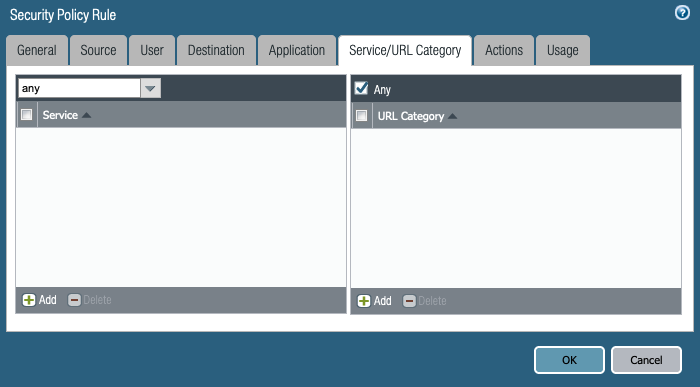 Security Policy Rule
General Source User Destination Application Service/URL Category Actions Usage
any
Any
Service
URL Category
Add Delete
Add Delete
OK Cancel